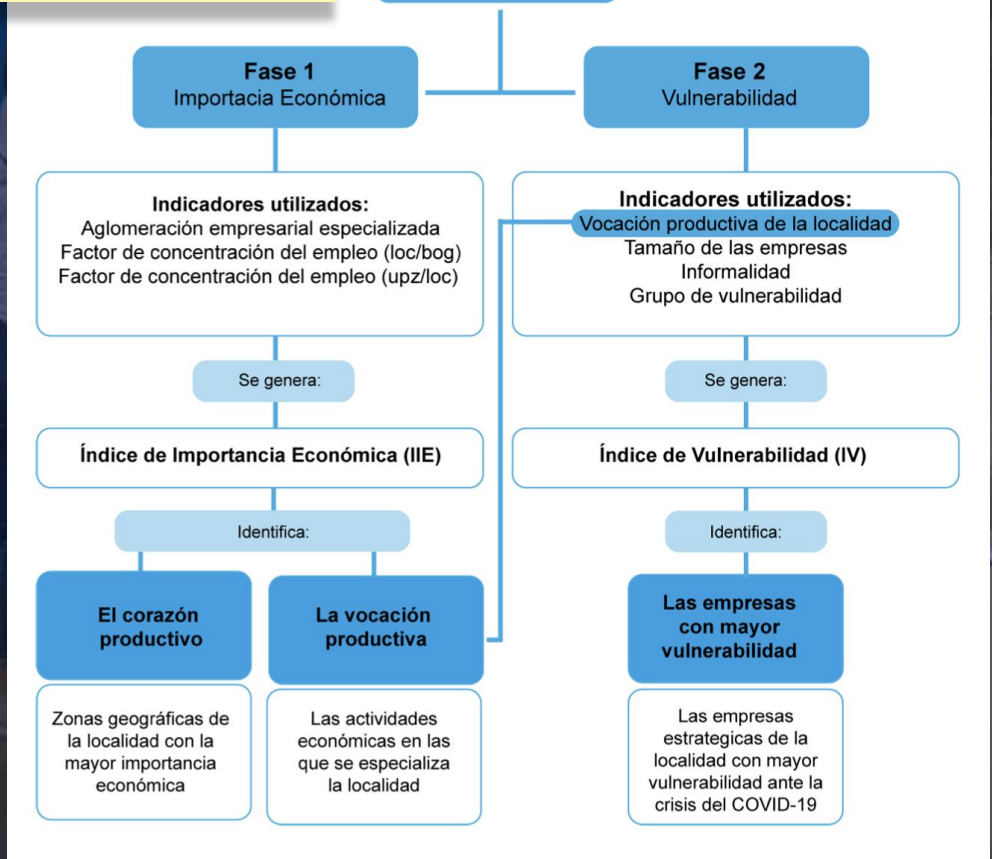 Fase 1
Importacia Económica
Fase 2
Vulnerabilidad
Indicadores utilizados:
Aglomeración empresarial especializada
Factor de concentración del empleo (loc/bog)
Factor de concentración del empleo (upz/loc)
Indicadores utilizados:
Vocación productiva de la localidad
Tamaño de las empresas
Informalidad
Grupo de vulnerabilidad
Se genera:
Se genera:
Índice de Importancia Económica (IIE)
Índice de Vulnerabilidad (IV)
Identifica:
Identifica:
El corazón
productivo
La vocación
productiva
Las empresas
con mayor
vulnerabilidad
Zonas geográficas de
la localidad con la
mayor importancia
económica
Las actividades
económicas en las
que se especializa
la localidad
Las empresas
estrategicas de la
localidad con mayor
vulnerabilidad ante la
crisis del COVID-19